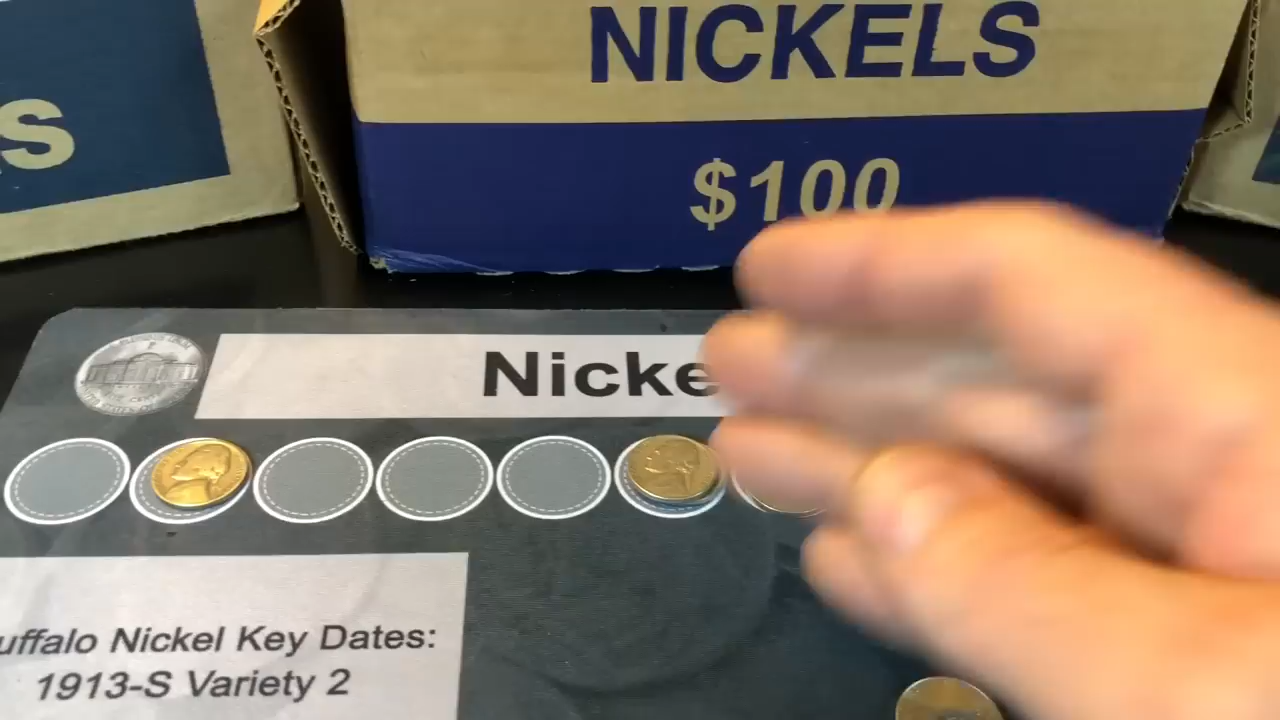 NICKELS
$100
S
Nicke
uffalo Nickel Key Dates:
1913-S Variety 2